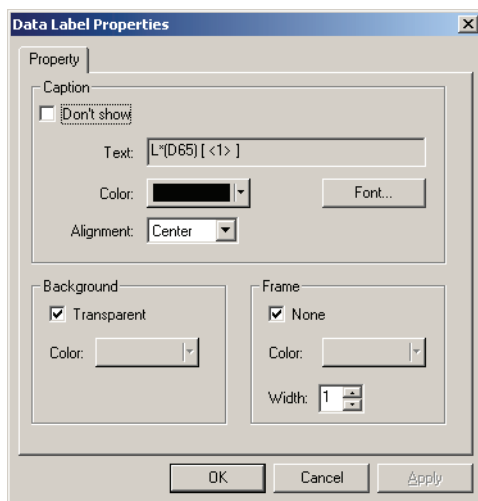 Data Label Properties
Property
Caption
Don't show
Text: L*(D65) [ <1> ]
Color: Font...
Alignment: Center
Background Frame
Transparent None
Color: Color:
Width: 1
OK Cancel Apply